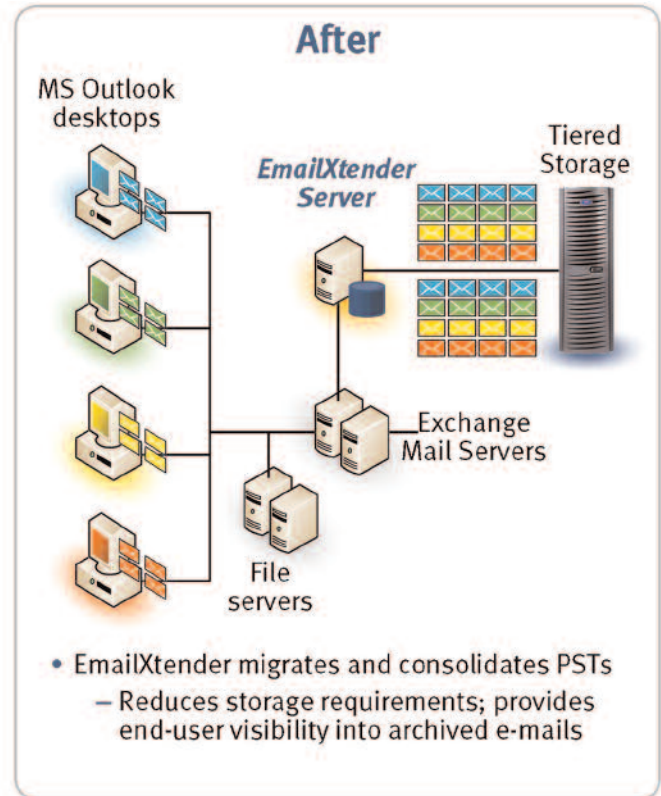 After
MS Outlook
desktops
EmailXtender
Server
Tiered
Storage
Exchange
Mail Servers
File
servers
• EmailXtender migrates and consolidates PSTs
– Reduces storage requirements; provides
end-user visibility into archived e-mails